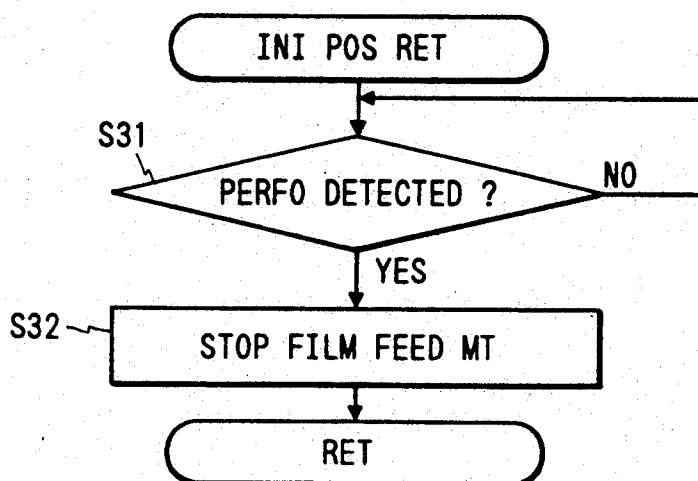 INI POS RET
S31
PERFO DETECTED ?
NO
YES
S32
STOP FILM FEED MT
RET